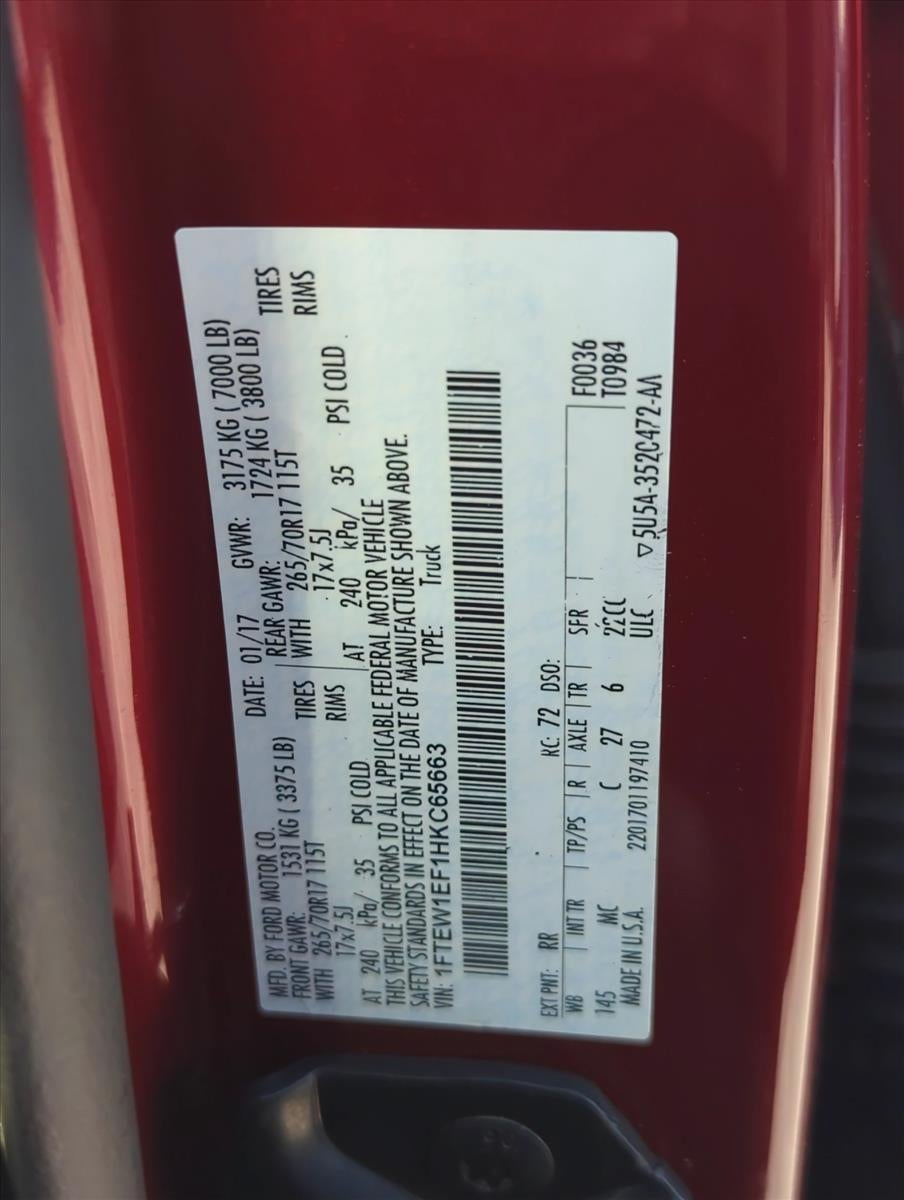 MFD. BY FORD MOTOR CO. DATE: 01/17 GVWR: 3175 KG ( 7000 LB)
FRONT GAWR: 1531 KG ( 3375 LB) REAR GAWR: 1724 KG ( 3800 LB)
WITH 265/70R17 115T TIRES WITH 265/70R17 115T TIRES
17x7.5J RIMS 17x7.5J RIMS
AT 240 kPa/ 35 PSI COLD AT 240 kPa/ 35 PSI COLD
THIS VEHICLE CONFORMS TO ALL APPLICABLE FEDERAL MOTOR VEHICLE
SAFETY STANDARDS IN EFFECT ON THE DATE OF MANUFACTURE SHOWN ABOVE.
VIN: 1FTEW1EF1HKC65663 TYPE: Truck
EXT PNT: RR RC: 72 DSO: F0036
WB INT TR TP/PS R AXLE TR SFR T0984
145 MC C 27 6 22CC
MADE IN U.S.A. 2201701197410 ULC ▽5U5A-352C472-AA